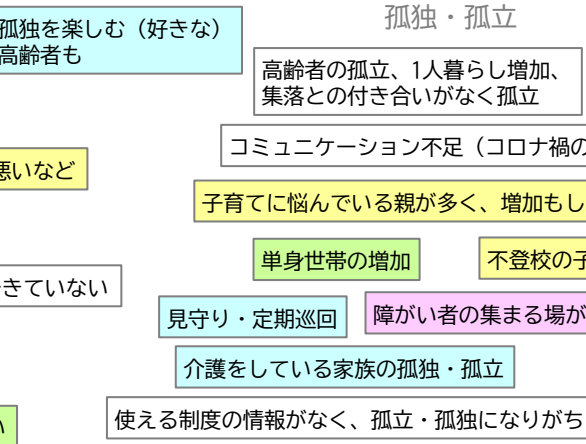 孤独・孤立
孤独を楽しむ（好きな）
高齢者も
高齢者の孤立、1人暮らし増加、
集落との付き合いがなく孤立
コミュニケーション不足（コロナ禍の
悪いなど
子育てに悩んでいる親が多く、増加もし
単身世帯の増加
不登校の子
きていない
見守り・定期巡回
障がい者の集まる場が
介護をしている家族の孤独・孤立
使える制度の情報がなく、孤立・孤独になりがち
い